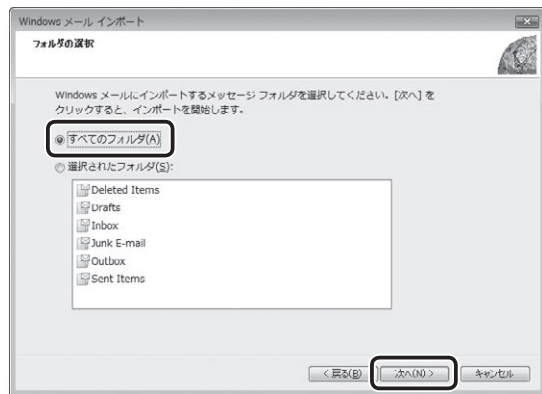 Windows メール インポート
フォルダの選択
Windows メールにインポートするメッセージ フォルダを選択してください。[次へ] を
クリックすると、インポートを開始します。
すべてのフォルダ(A)
選択されたフォルダ(S):
Deleted Items
Drafts
Inbox
Junk E-mail
Outbox
Sent Items
< 戻る(B)
次へ(N) >
キャンセル